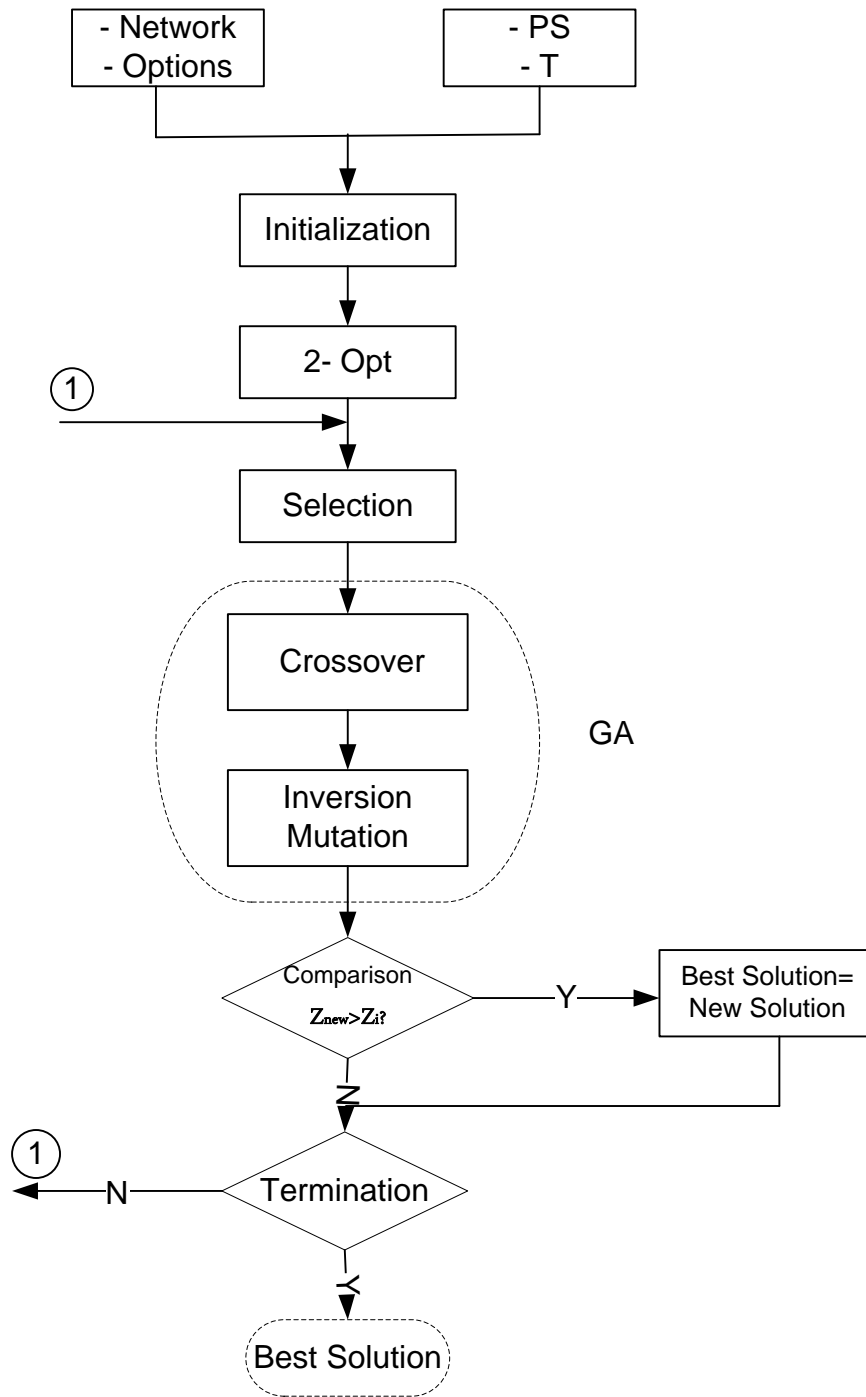 - Network
- Options
- PS
- T
Initialization
2- Opt
1
Selection
Crossover
GA
Inversion
Mutation
Comparison
Znew>Zi?
Y
Best Solution=
New Solution
N
1
N
Termination
Y
Best Solution